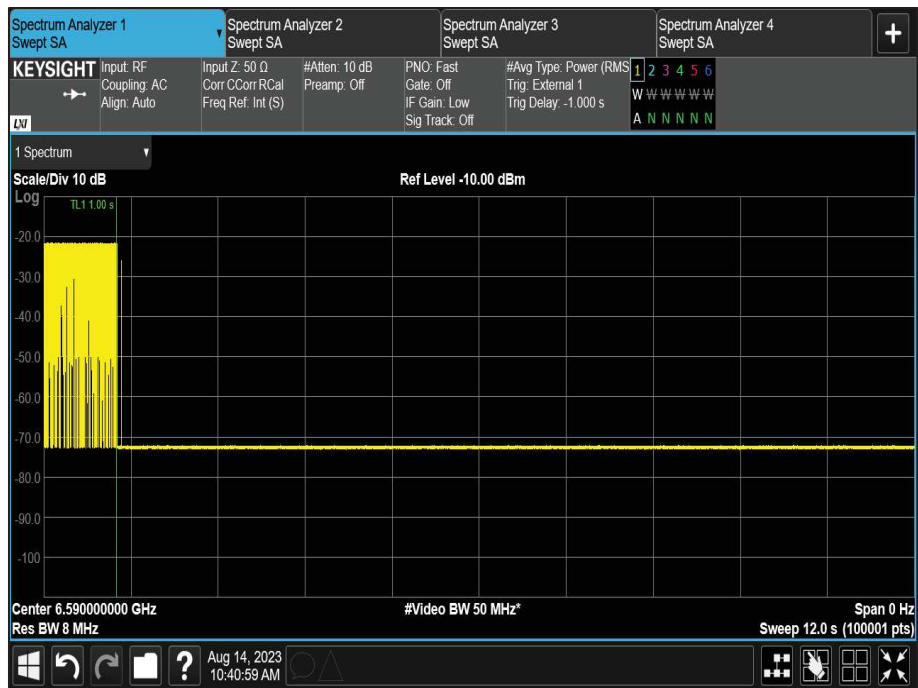 Spectrum Analyzer 1
Swept SA
Spectrum Analyzer 2
Swept SA
Spectrum Analyzer 3
Swept SA
Spectrum Analyzer 4
Swept SA
+
KEYSIGHT
LXI
Input: RF
Coupling: AC
Align: Auto
Input Z: 50 Ω
Corr CCorr RCal
Freq Ref: Int (S)
#Atten: 10 dB
Preamp: Off
PNO: Fast
Gate: Off
IF Gain: Low
Sig Track: Off
#Avg Type: Power (RMS
Trig: External 1
Trig Delay: -1.000 s
1 2 3 4 5 6
W W W W W W
A N N N N N
1 Spectrum
Scale/Div 10 dB
Ref Level -10.00 dBm
Log
TL1 1.00 s
-20.0
-30.0
-40.0
-50.0
-60.0
-70.0
-80.0
-90.0
-100
Center 6.590000000 GHz
#Video BW 50 MHz*
Span 0 Hz
Res BW 8 MHz
Sweep 12.0 s (100001 pts)
?
Aug 14, 2023
10:40:59 AM